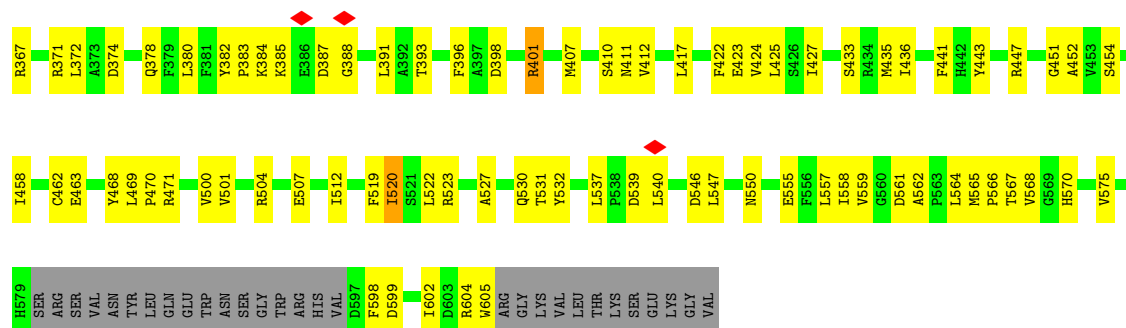 R367 R371 L372 A373 D374 Q378 F379 L380 F381 Y382 P383 K384 K385 E386 D387 G388 L391 A392 T393 F396 A397 D398 R401 M407 S410 N411 V412 L417 F422 E423 V424 L425 S426 I427 S433 R434 M435 I436 F441 H442 Y443 R447 G451 A452 V453 S454
I458 C462 E463 Y468 L469 P470 R471 V500 V501 R504 E507 I512 F519 I520 S521 L522 R523 A527 Q530 T531 Y532 L537 P538 D539 L540 D546 L547 N550 E555 F556 L557 I558 V559 G560 D561 A562 P563 L564 M565 P566 T567 V568 G569 H570 V575
H579 SER ARG SER VAL ASN TYR LEU GLN GLU TRP ASN SER GLY TRP ARG HIS VAL D597 F598 D599 I602 D603 R604 W605 ARG GLY LYS VAL LEU THR LYS SER GLU LYS GLY VAL